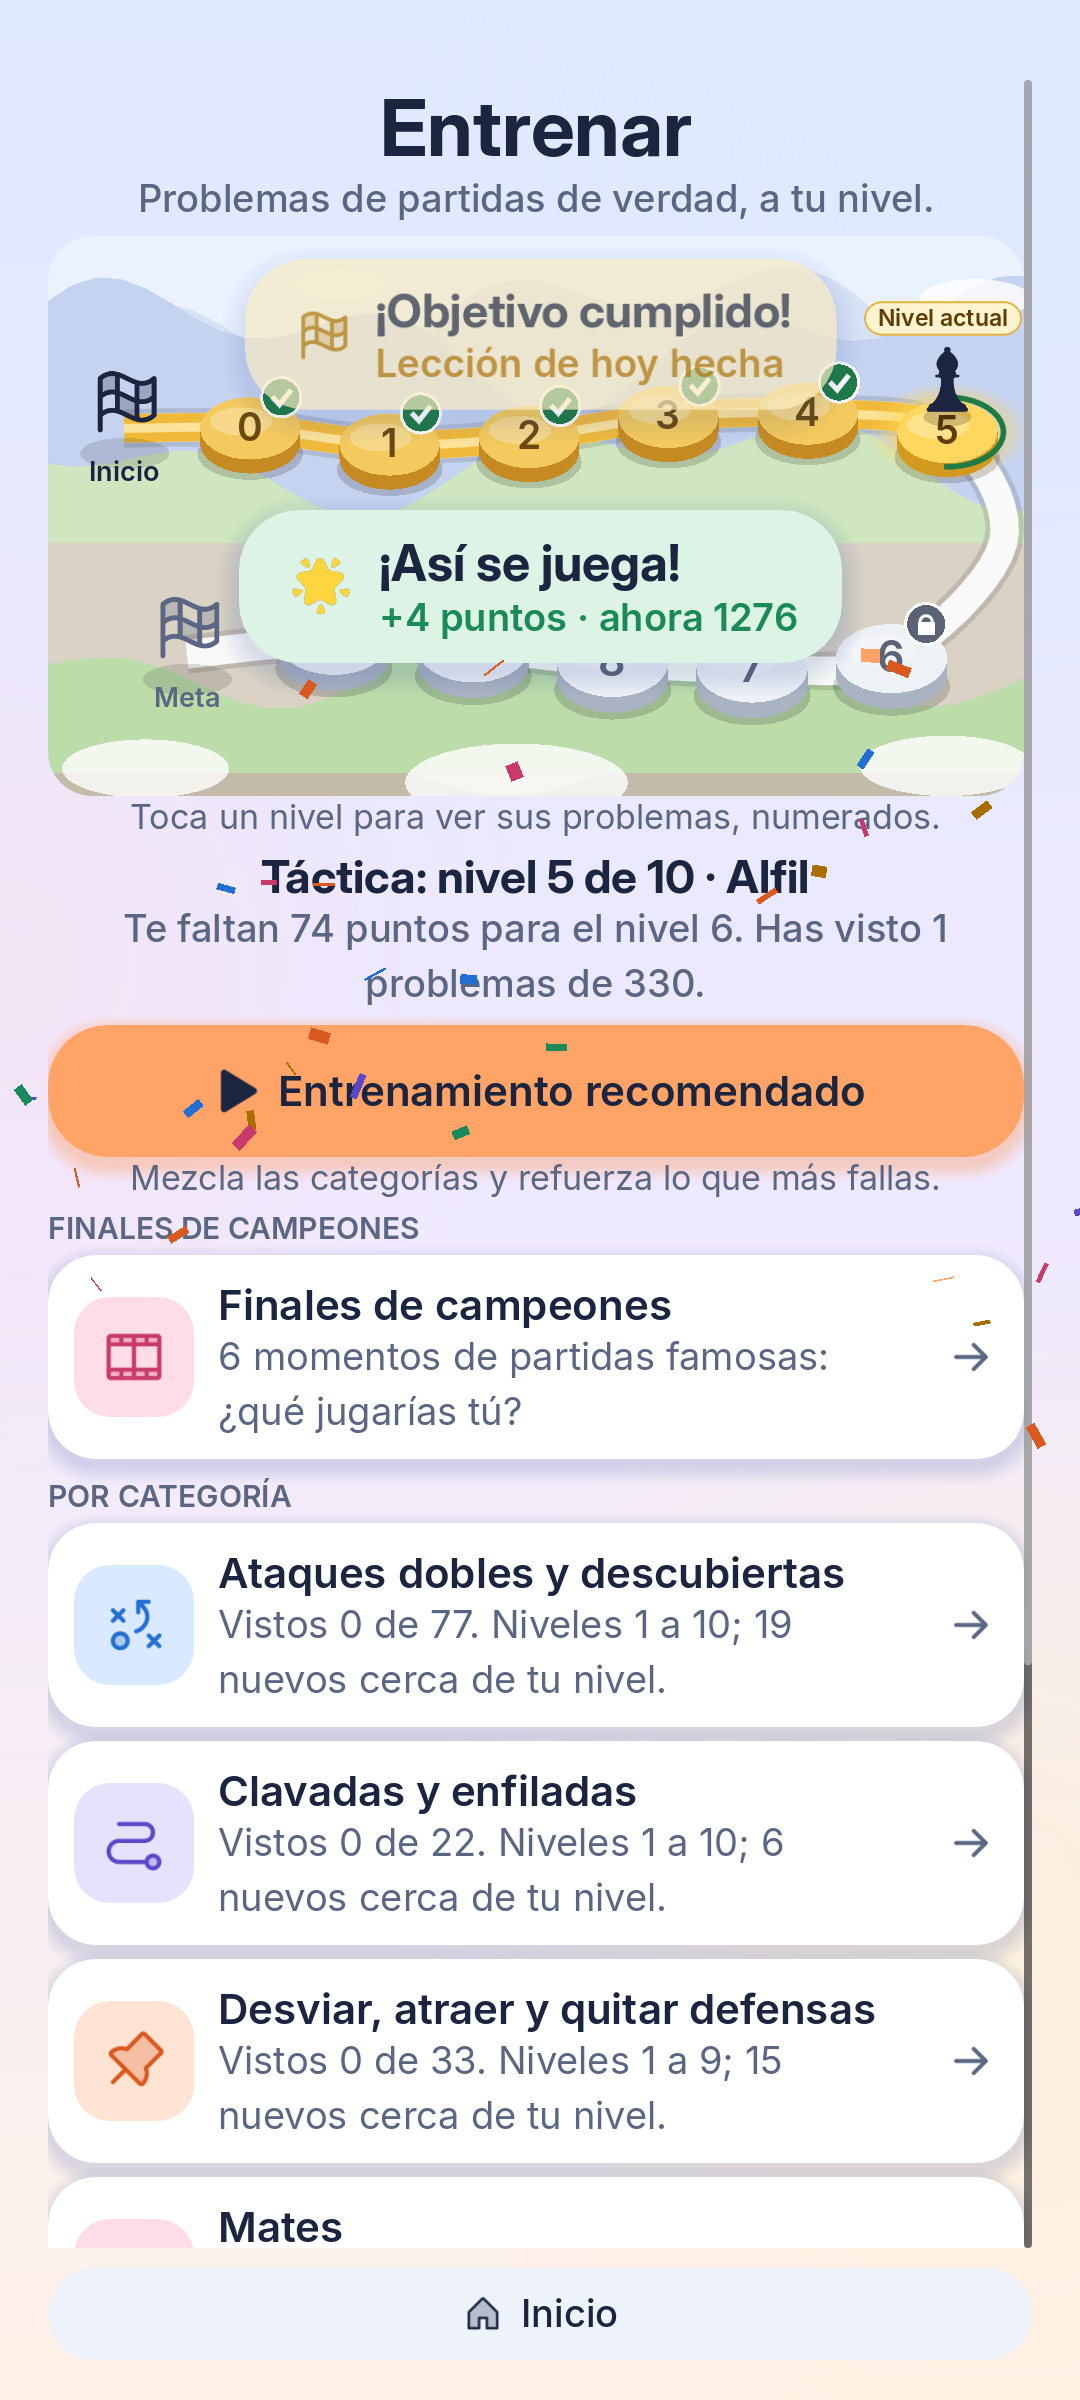 Entrenar
Problemas de partidas de verdad, a tu nivel.
¡Objetivo cumplido!
Lección de hoy hecha
Nivel actual
0
1
2
3
4
5
Inicio
¡Así se juega!
+4 puntos · ahora 1276
8
7
6
Meta
Toca un nivel para ver sus problemas, numerados.
Táctica: nivel 5 de 10 · Alfil
Te faltan 74 puntos para el nivel 6. Has visto 1
problemas de 330.
Entrenamiento recomendado
Mezcla las categorías y refuerza lo que más fallas.
FINALES DE CAMPEONES
Finales de campeones
6 momentos de partidas famosas:
¿qué jugarías tú?
POR CATEGORÍA
Ataques dobles y descubiertas
Vistos 0 de 77. Niveles 1 a 10; 19
nuevos cerca de tu nivel.
Clavadas y enfiladas
Vistos 0 de 22. Niveles 1 a 10; 6
nuevos cerca de tu nivel.
Desviar, atraer y quitar defensas
Vistos 0 de 33. Niveles 1 a 9; 15
nuevos cerca de tu nivel.
Mates
Inicio